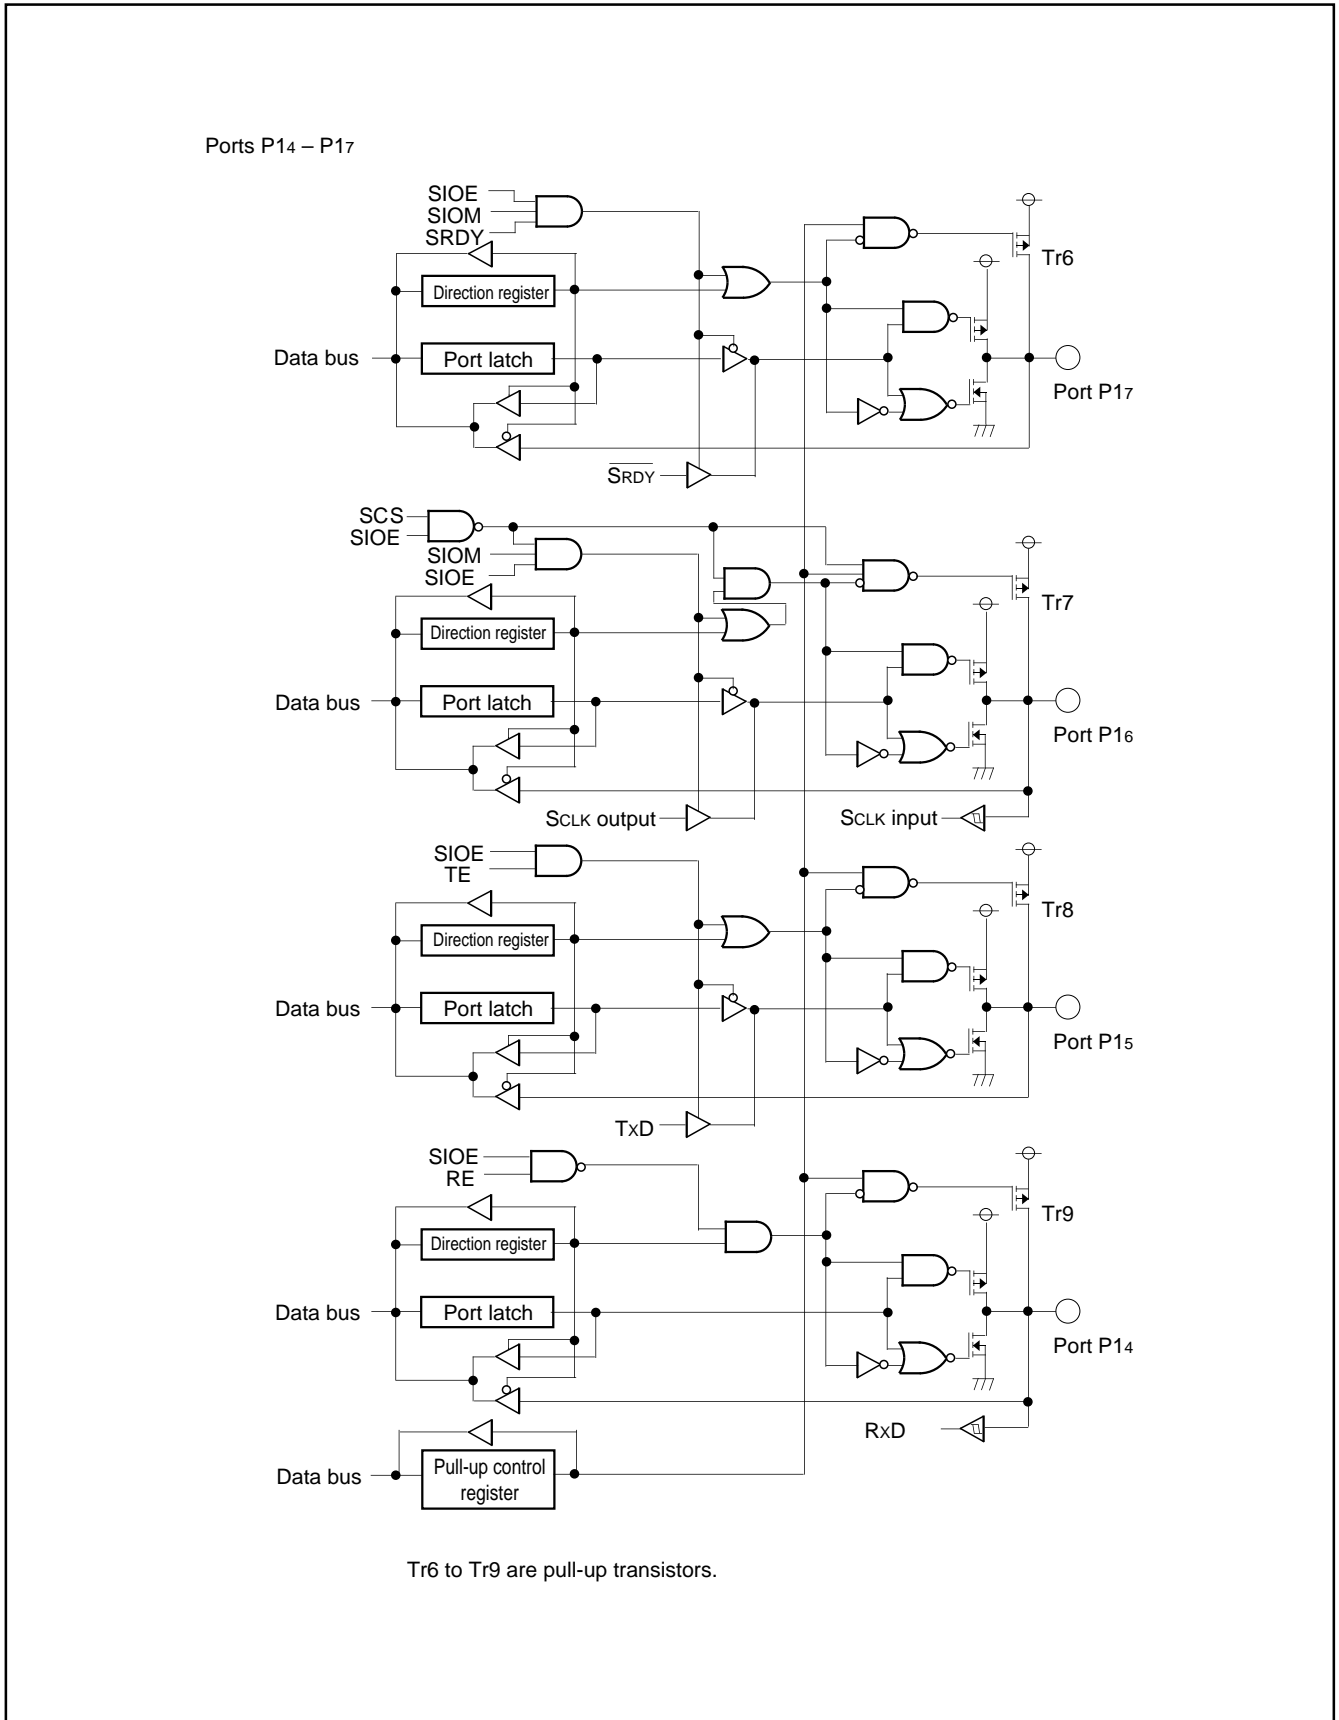 Ports P14 – P17
SIOE
SIOM
SRDY
Tr6
Direction register
Data bus
Port latch
Port P17
SRDY
SCS
SIOE
SIOM
SIOE
Tr7
Direction register
Data bus
Port latch
Port P16
SCLK output
SCLK input
SIOE
TE
Tr8
Direction register
Data bus
Port latch
Port P15
TxD
SIOE
RE
Tr9
Direction register
Data bus
Port latch
Port P14
RxD
Data bus
Pull-up control
register
Tr6 to Tr9 are pull-up transistors.